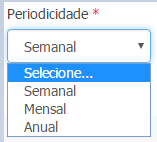 Periodicidade *
Semanal
Selecione...
Semanal
Mensal
Anual